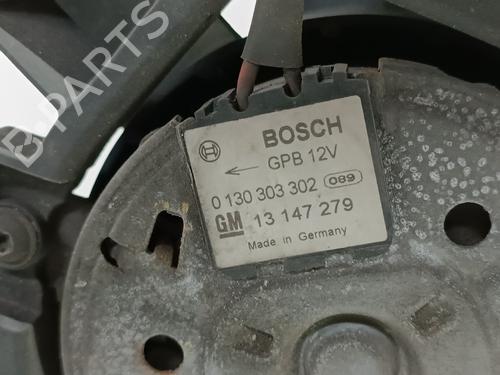 BOSCH
GPB 12V
0 130 303 302 089
GM 13 147 279
Made in Germany
B-PARTS